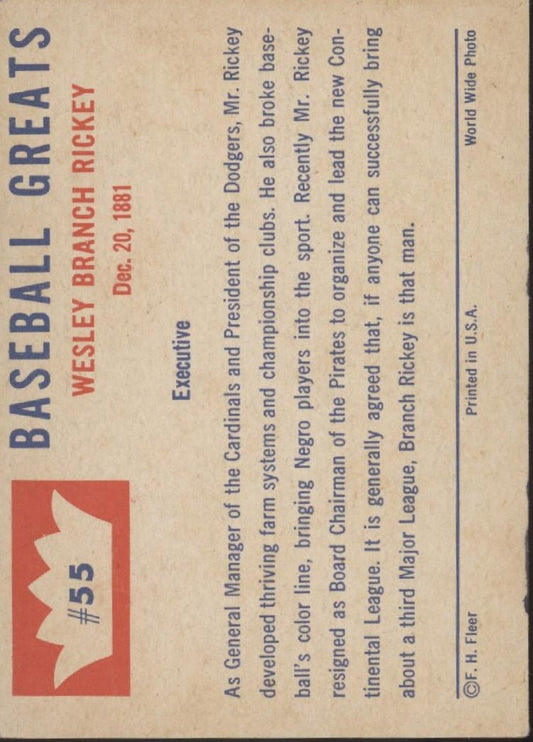 #55
BASEBALL GREATS
WESLEY BRANCH RICKEY
Dec. 20, 1881
Executive
As General Manager of the Cardinals and President of the Dodgers, Mr. Rickey
developed thriving farm systems and championship clubs. He also broke base-
ball's color line, bringing Negro players into the sport. Recently Mr. Rickey
resigned as Board Chairman of the Pirates to organize and lead the new Con-
tinental League. It is generally agreed that, if anyone can successfully bring
about a third Major League, Branch Rickey is that man.
©F. H. Fleer Printed in U.S.A. World Wide Photo